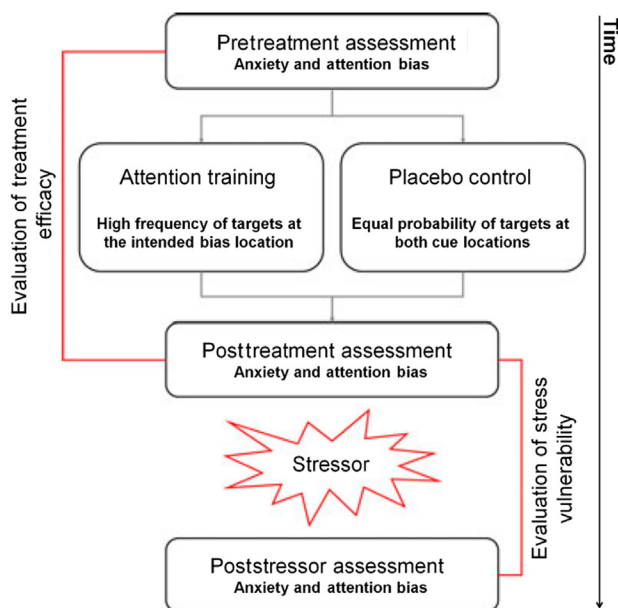 Pretreatment assessment
Anxiety and attention bias
Time
Evaluation of treatment
efficacy
Attention training
High frequency of targets at
the intended bias location
Placebo control
Equal probability of targets at
both cue locations
Posttreatment assessment
Anxiety and attention bias
Stressor
Evaluation of stress
vulnerability
Poststressor assessment
Anxiety and attention bias